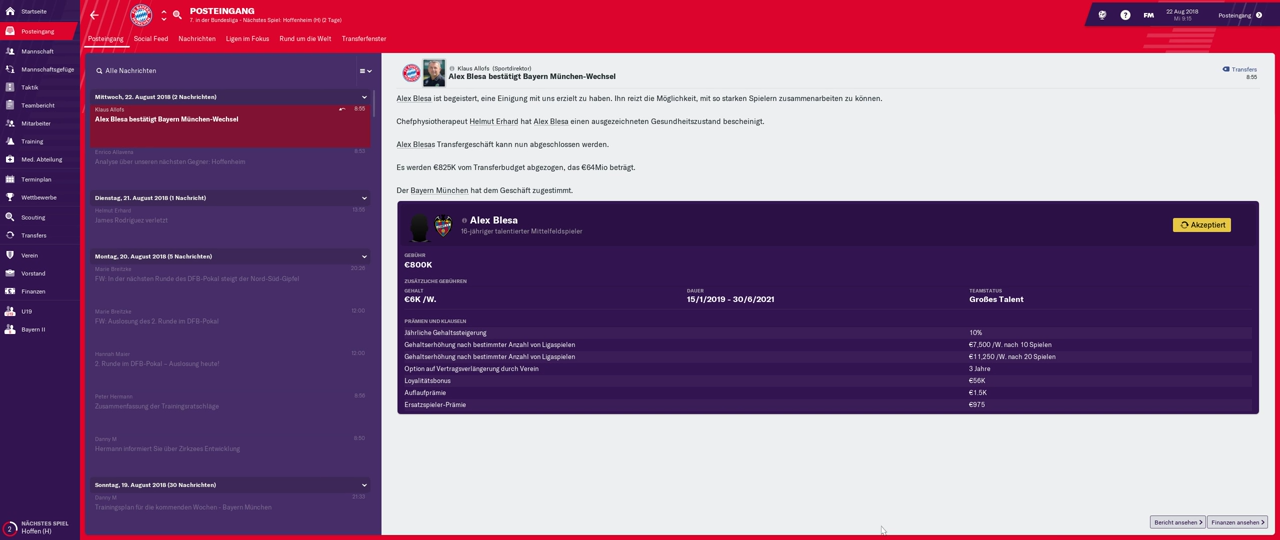 Startseite
Posteingang
Mannschaft
Mannschaftsgefüge
Taktik
Teambericht
Mitarbeiter
Training
Med. Abteilung
Terminplan
Wettbewerbe
Scouting
Transfers
Verein
Vorstand
Finanzen
U19
Bayern II
2
NÄCHSTES SPIEL
Hoffen (H)
POSTEINGANG
7. in der Bundesliga - Nächstes Spiel: Hoffenheim (H) (2 Tage)
FM
22 Aug 2018
Mi 9:15
Posteingang
Posteingang Social Feed Nachrichten Ligen im Fokus Rund um die Welt Transferfenster
Alle Nachrichten
Mittwoch, 22. August 2018 (2 Nachrichten)
Klaus Allofs 8:55
Alex Blesa bestätigt Bayern München-Wechsel
Enrico Allavena 8:55
Analyse über unseren nächsten Gegner: Hoffenheim
Dienstag, 21. August 2018 (1 Nachricht)
Helmut Erhard
James Rodríguez verletzt
Montag, 20. August 2018 (5 Nachrichten)
Marie Breitzke 20:30
FW: In der nächsten Runde des DFB-Pokal steigt der Nord-Süd-Gipfel
Marie Breitzke 12:00
FW: Auslosung des 2. Runde im DFB-Pokal
Hannah Maier 12:00
2. Runde im DFB-Pokal – Auslosung heute!
Peter Hermann 8:55
Zusammenfassung der Trainingsratschläge
Danny M
Hermann informiert Sie über Zirkzees Entwicklung
Sonntag, 19. August 2018 (30 Nachrichten)
Danny M
Trainingsplan für die kommenden Wochen - Bayern München
Klaus Allofs (Sportdirektor)
Alex Blesa bestätigt Bayern München-Wechsel
Transfers
8:55
Alex Blesa ist begeistert, eine Einigung mit uns erzielt zu haben. Ihn reizt die Möglichkeit, mit so starken Spielern zusammenarbeiten zu können.
Chefphysiotherapeut Helmut Erhard hat Alex Blesa einen ausgezeichneten Gesundheitszustand bescheinigt.
Alex Blesas Transfergeschäft kann nun abgeschlossen werden.
Es werden €825K vom Transferbudget abgezogen, das €64Mio beträgt.
Der Bayern München hat dem Geschäft zugestimmt.
Alex Blesa
16-jähriger talentierter Mittelfeldspieler
Akzeptiert
GEBÜHR
€800K
ZUSÄTZLICHE GEBÜHREN
GEHALT DAUER TEAMSTATUS
€6K /W. 15/1/2019 - 30/6/2021 Großes Talent
PRÄMIEN UND KLAUSELN
Jährliche Gehaltssteigerung 10%
Gehaltserhöhung nach bestimmter Anzahl von Ligaspielen €7,500 /W. nach 10 Spielen
Gehaltserhöhung nach bestimmter Anzahl von Ligaspielen €11,250 /W. nach 20 Spielen
Option auf Vertragsverlängerung durch Verein 3 Jahre
Loyalitätsbonus €56K
Auflaufprämie €1.5K
Ersatzspieler-Prämie €975
Bericht ansehen
Finanzen ansehen